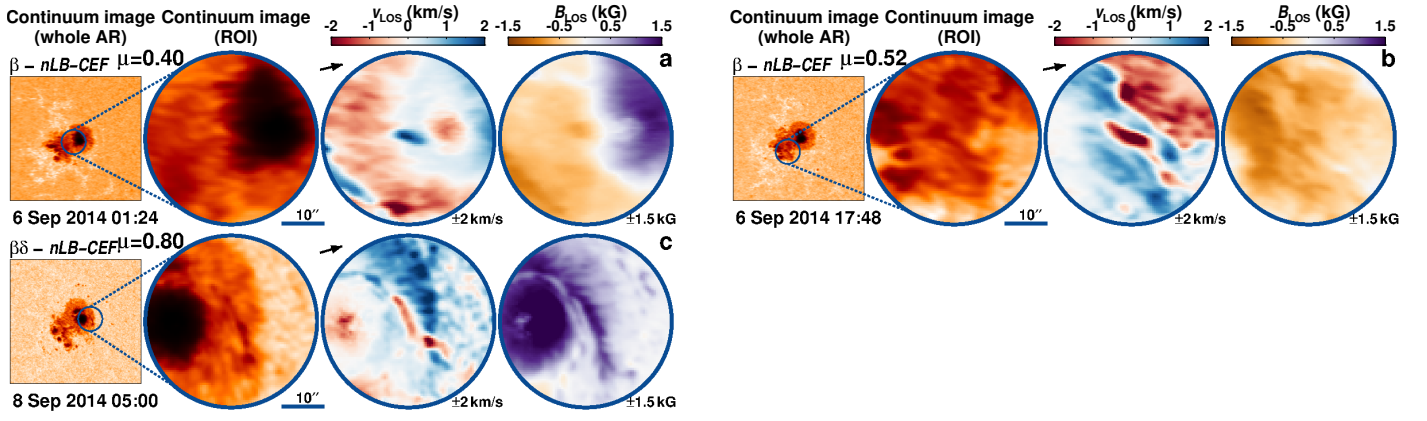 Continuum image (whole AR)
Continuum image (ROI)
v_LOS (km/s)
-2 -1 0 1 2
B_LOS (kG)
-1.5 -0.5 0.5 1.5
β – nLB-CEF μ=0.40
a
6 Sep 2014 01:24
10″
±2 km/s
±1.5 kG
Continuum image (whole AR)
Continuum image (ROI)
v_LOS (km/s)
-2 -1 0 1 2
B_LOS (kG)
-1.5 -0.5 0.5 1.5
β – nLB-CEF μ=0.52
b
6 Sep 2014 17:48
10″
±2 km/s
±1.5 kG
βδ – nLB-CEF μ=0.80
c
8 Sep 2014 05:00
10″
±2 km/s
±1.5 kG